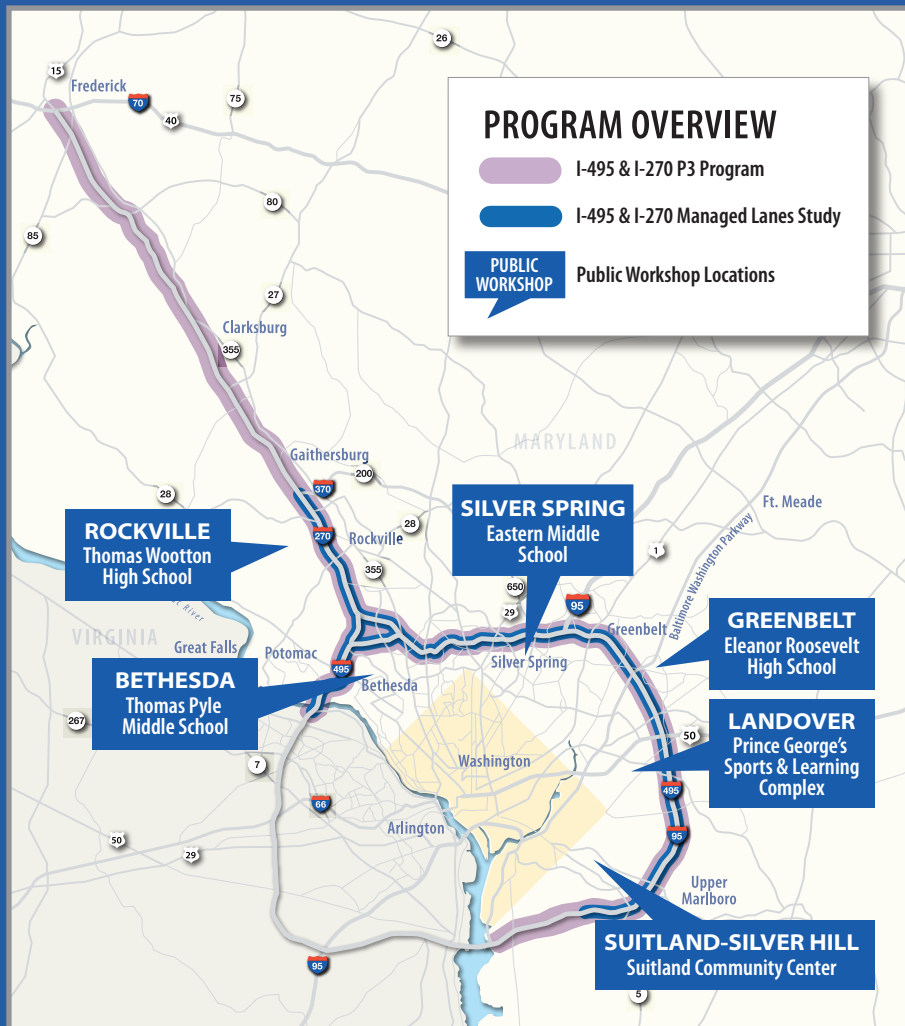 26
15
Frederick
70
75
40
PROGRAM OVERVIEW
I-495 & I-270 P3 Program
I-495 & I-270 Managed Lanes Study
PUBLIC
WORKSHOP
Public Workshop Locations
80
85
27
Clarksburg
355
MARYLAND
Gaithersburg
200
370
28
Ft. Meade
ROCKVILLE
Thomas Wootton
High School
270
Rockville
28
355
SILVER SPRING
Eastern Middle
School
1
Baltimore Washington Parkway
650
29
95
River
VIRGINIA
Great Falls
Potomac
495
Bethesda
Silver Spring
Greenbelt
GREENBELT
Eleanor Roosevelt
High School
BETHESDA
Thomas Pyle
Middle School
267
7
LANDOVER
Prince George's
Sports & Learning
Complex
50
Washington
495
66
Arlington
95
50
29
Upper
Marlboro
SUITLAND-SILVER HILL
Suitland Community Center
95
5